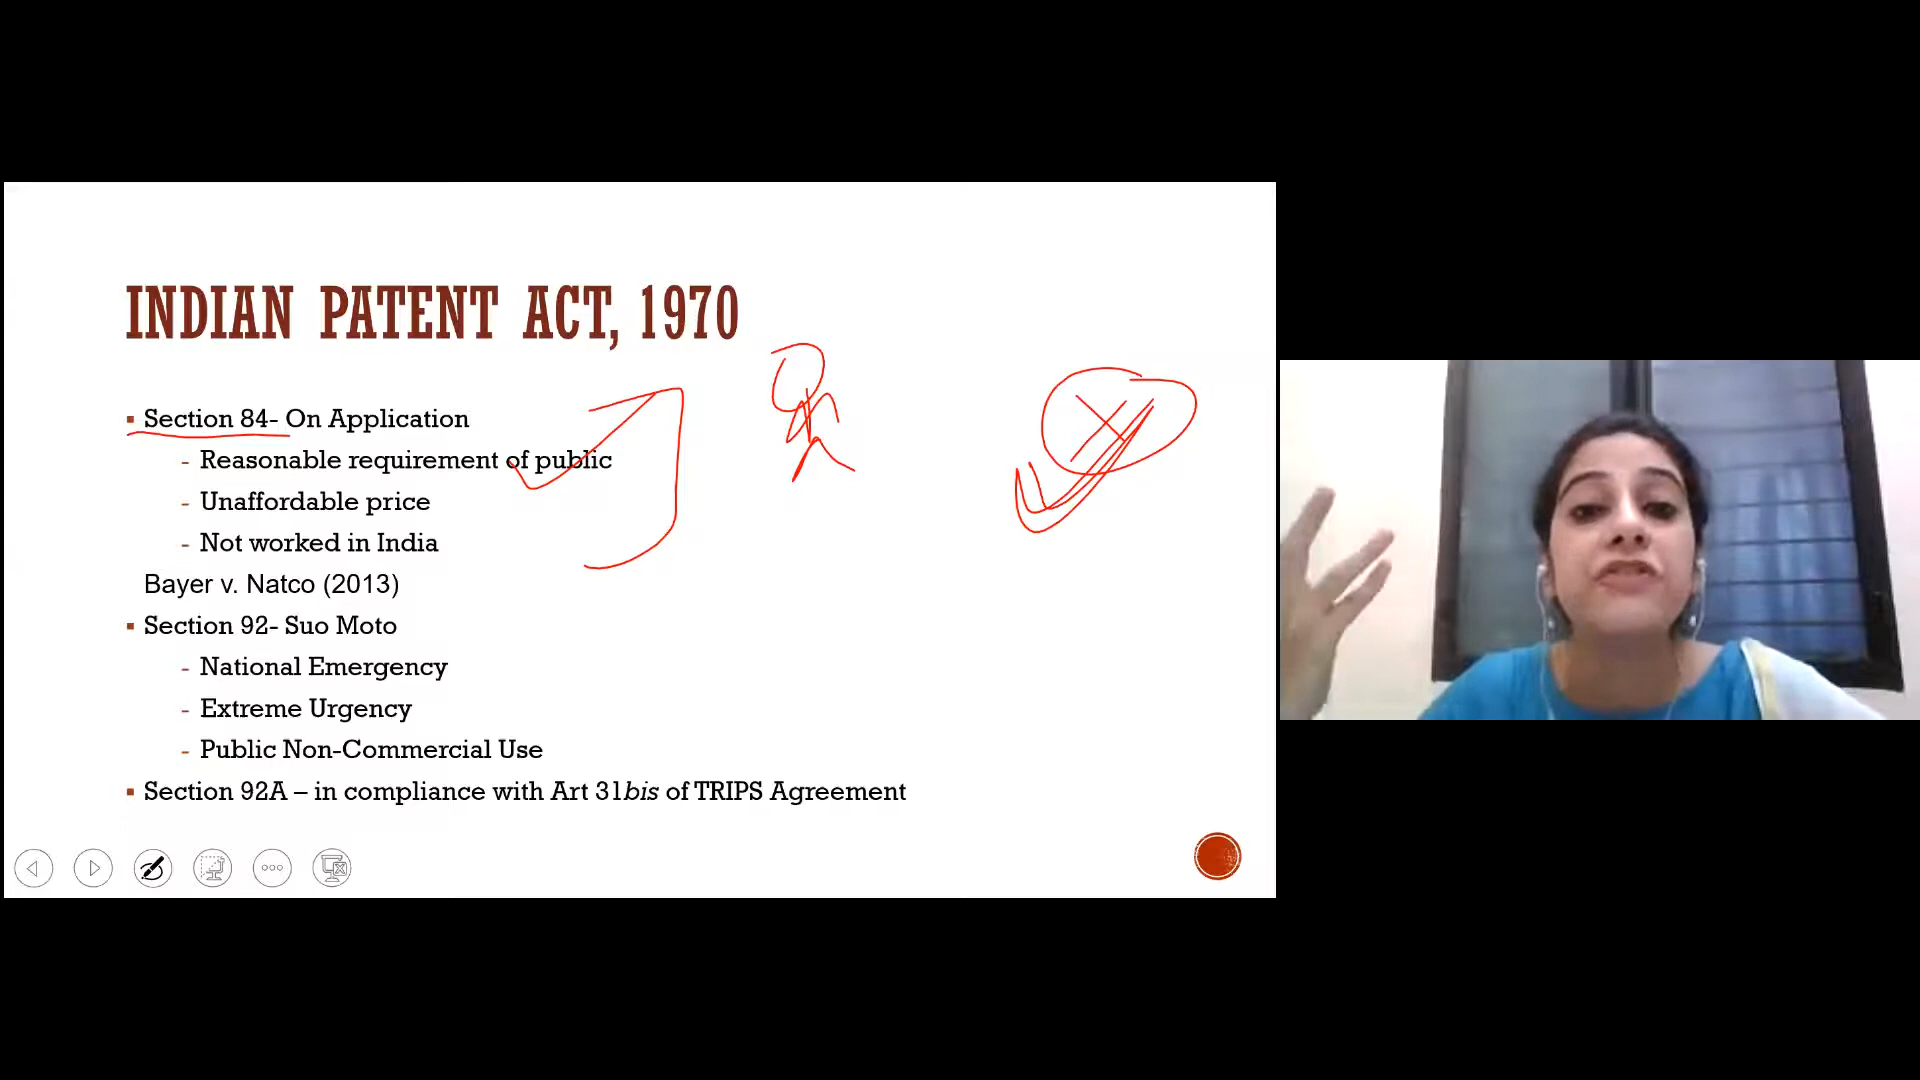 INDIAN PATENT ACT, 1970
▪ Section 84- On Application
- Reasonable requirement of public
- Unaffordable price
- Not worked in India
Bayer v. Natco (2013)
▪ Section 92- Suo Moto
- National Emergency
- Extreme Urgency
- Public Non-Commercial Use
▪ Section 92A – in compliance with Art 31bis of TRIPS Agreement